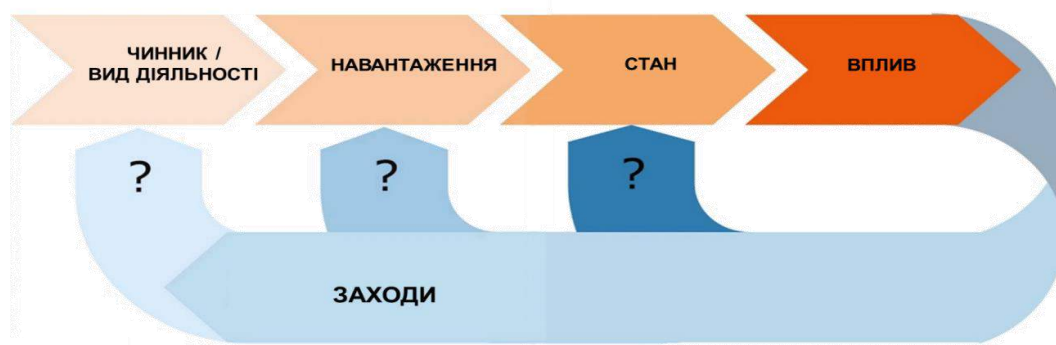 ЧИННИК /
ВИД ДІЯЛЬНОСТІ
НАВАНТАЖЕННЯ
СТАН
ВПЛИВ
?
?
?
ЗАХОДИ